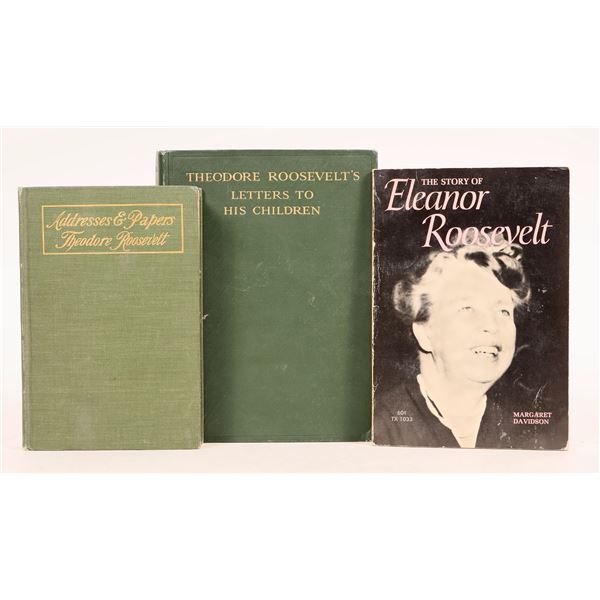 Addresses & Papers
Theodore Roosevelt
THEODORE ROOSEVELT'S
LETTERS TO
HIS CHILDREN
THE STORY OF
Eleanor
Roosevelt
60¢
TX 1033
MARGARET
DAVIDSON